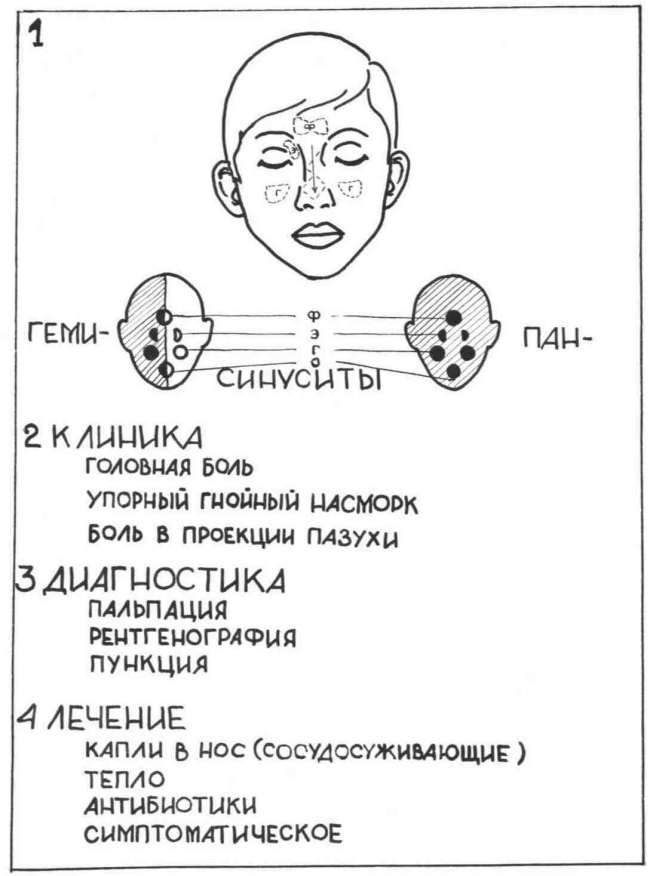 1
Ф
Г Г
ГЕМИ-
Ф
Э
Г
О
ПАН-
СИНУСИТЫ
2 КЛИНИКА
ГОЛОВНАЯ БОЛЬ
УПОРНЫЙ ГНОЙНЫЙ НАСМОРК
БОЛЬ В ПРОЕКЦИИ ПАЗУХИ
3 ДИАГНОСТИКА
ПАЛЬПАЦИЯ
РЕНТГЕНОГРАФИЯ
ПУНКЦИЯ
4 ЛЕЧЕНИЕ
КАПЛИ В НОС (СОСУДОСУЖИВАЮЩИЕ)
ТЕПЛО
АНТИБИОТИКИ
СИМПТОМАТИЧЕСКОЕ